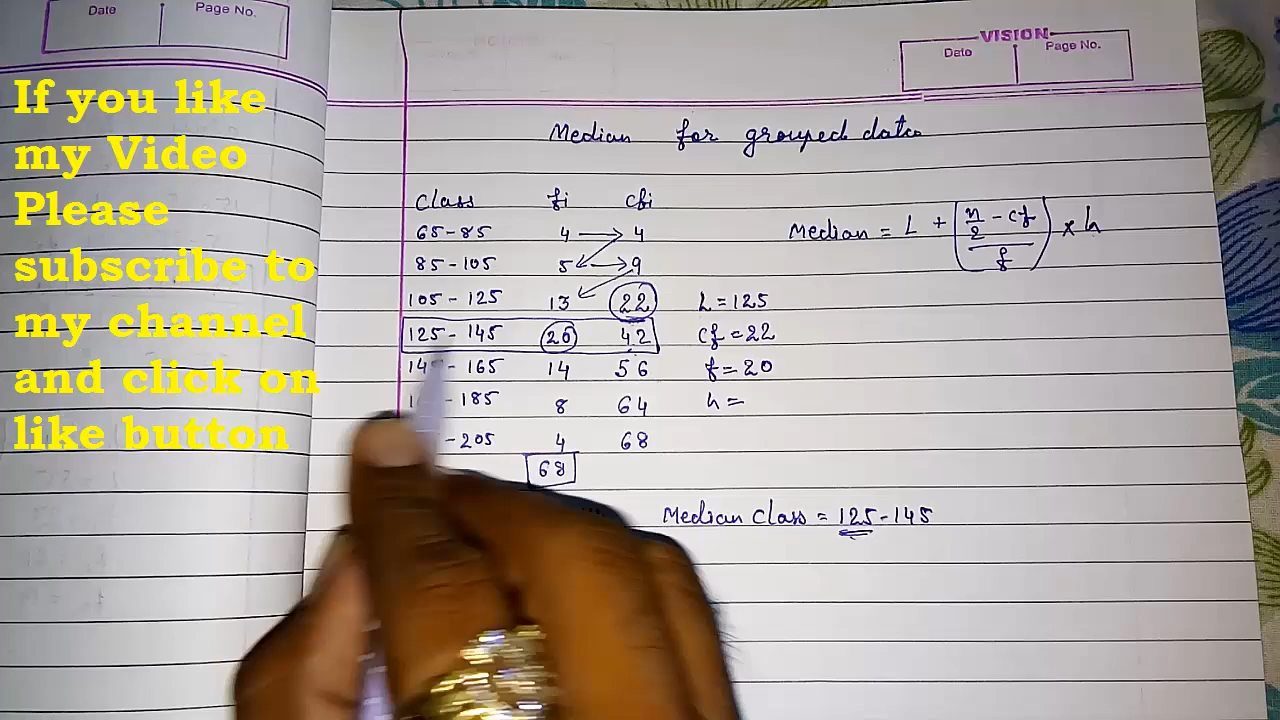 Date Page No.
VISION
Date Page No.
If you like
my Video
Please
subscribe to
my channel
and click on
like button
Median for grouped data
Class fi cfi
65-85 4 4
85-105 5 9
105-125 13 22
125-145 20 42
145-165 14 56
-185 8 64
-205 4 68
68
Median = L + (n/2 - cf / f) × h
L = 125
cf = 22
f = 20
h =
Median Class = 125-145